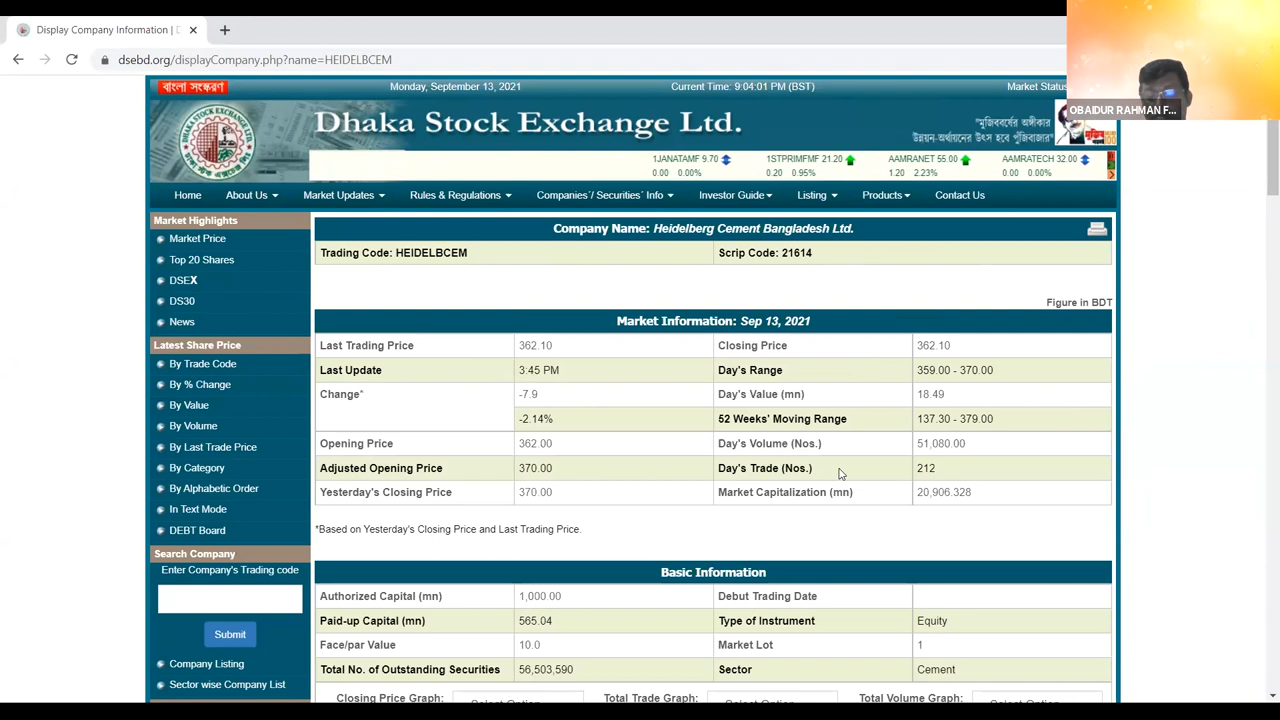 Display Company Information | D
dsebd.org/displayCompany.php?name=HEIDELBCEM
OBAIDUR RAHMAN F...
বাংলা সংস্করণ
Monday, September 13, 2021
Current Time: 9:04:01 PM (BST)
Market Status
Dhaka Stock Exchange Ltd.
"মুজিববর্ষের অঙ্গীকার
উন্নয়ন-অর্থায়নের উৎস হবে পুঁজিবাজার"
1JANATAMF 9.70
0.00 0.00%
1STPRIMFMF 21.20
0.20 0.95%
AAMRANET 55.00
1.20 2.23%
AAMRATECH 32.00
0.00 0.00%
Home
About Us
Market Updates
Rules & Regulations
Companies´/ Securities´ Info
Investor Guide
Products
Listing
Contact Us
Market Highlights
Market Price
Top 20 Shares
DSEX
DS30
News
Latest Share Price
By Trade Code
By % Change
By Value
By Volume
By Last Trade Price
By Category
By Alphabetic Order
In Text Mode
DEBT Board
Search Company
Enter Company's Trading code
Submit
Company Listing
Sector wise Company List
Company Name: Heidelberg Cement Bangladesh Ltd.
Trading Code: HEIDELBCEM
Scrip Code: 21614
Figure in BDT
Market Information: Sep 13, 2021
Last Trading Price 362.10 Closing Price 362.10
Last Update 3:45 PM Day's Range 359.00 - 370.00
Change* -7.9 Day's Value (mn) 18.49
-2.14% 52 Weeks' Moving Range 137.30 - 379.00
Opening Price 362.00 Day's Volume (Nos.) 51,080.00
Adjusted Opening Price 370.00 Day's Trade (Nos.) 212
Yesterday's Closing Price 370.00 Market Capitalization (mn) 20,906.328
*Based on Yesterday's Closing Price and Last Trading Price.
Basic Information
Authorized Capital (mn) 1,000.00 Debut Trading Date
Paid-up Capital (mn) 565.04 Type of Instrument Equity
Face/par Value 10.0 Market Lot 1
Total No. of Outstanding Securities 56,503,590 Sector Cement
Closing Price Graph: Select Option Total Trade Graph: Select Option Total Volume Graph: Select Option